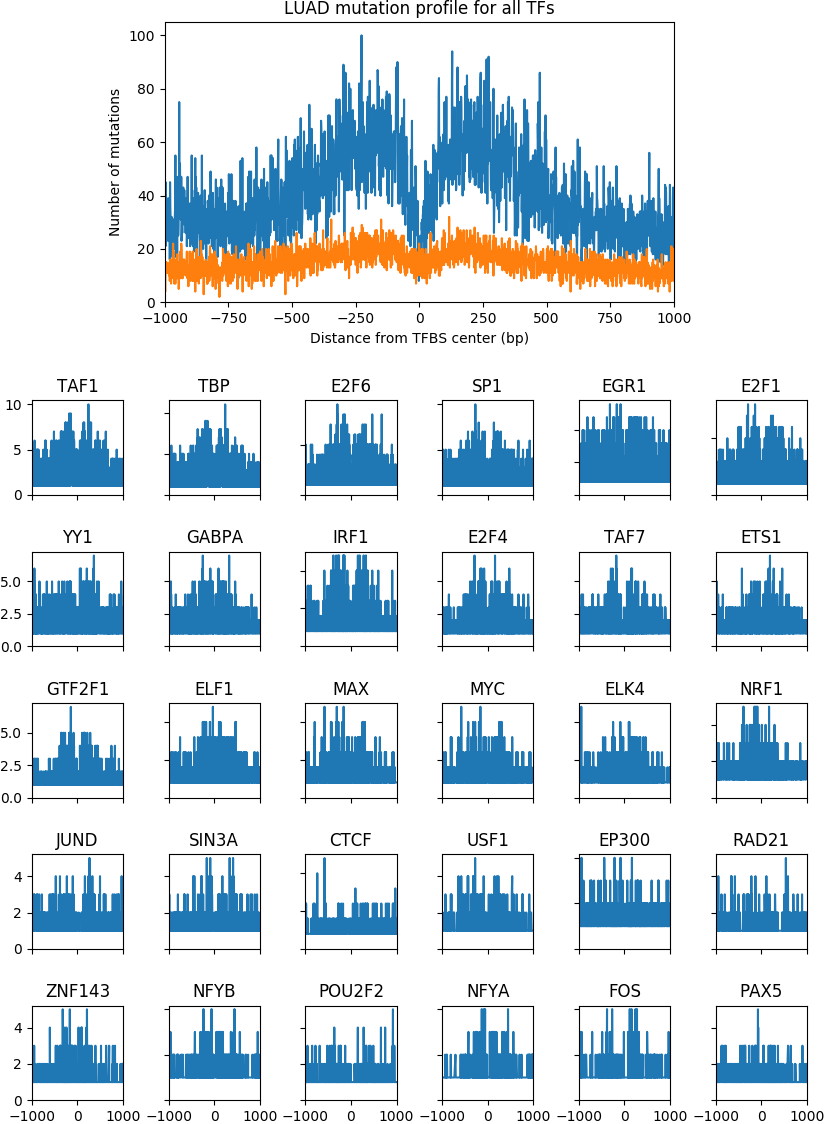 LUAD mutation profile for all TFs
100
80
60
40
20
0
Number of mutations
−1000 −750 −500 −250 0 250 500 750 1000
Distance from TFBS center (bp)
TAF1 TBP E2F6 SP1 EGR1 E2F1
10
5
0
YY1 GABPA IRF1 E2F4 TAF7 ETS1
5.0
2.5
0.0
GTF2F1 ELF1 MAX MYC ELK4 NRF1
5.0
2.5
0.0
JUND SIN3A CTCF USF1 EP300 RAD21
4
2
0
ZNF143 NFYB POU2F2 NFYA FOS PAX5
4
2
0
−1000 0 1000 −1000 0 1000 −1000 0 1000 −1000 0 1000 −1000 0 1000 −1000 0 1000